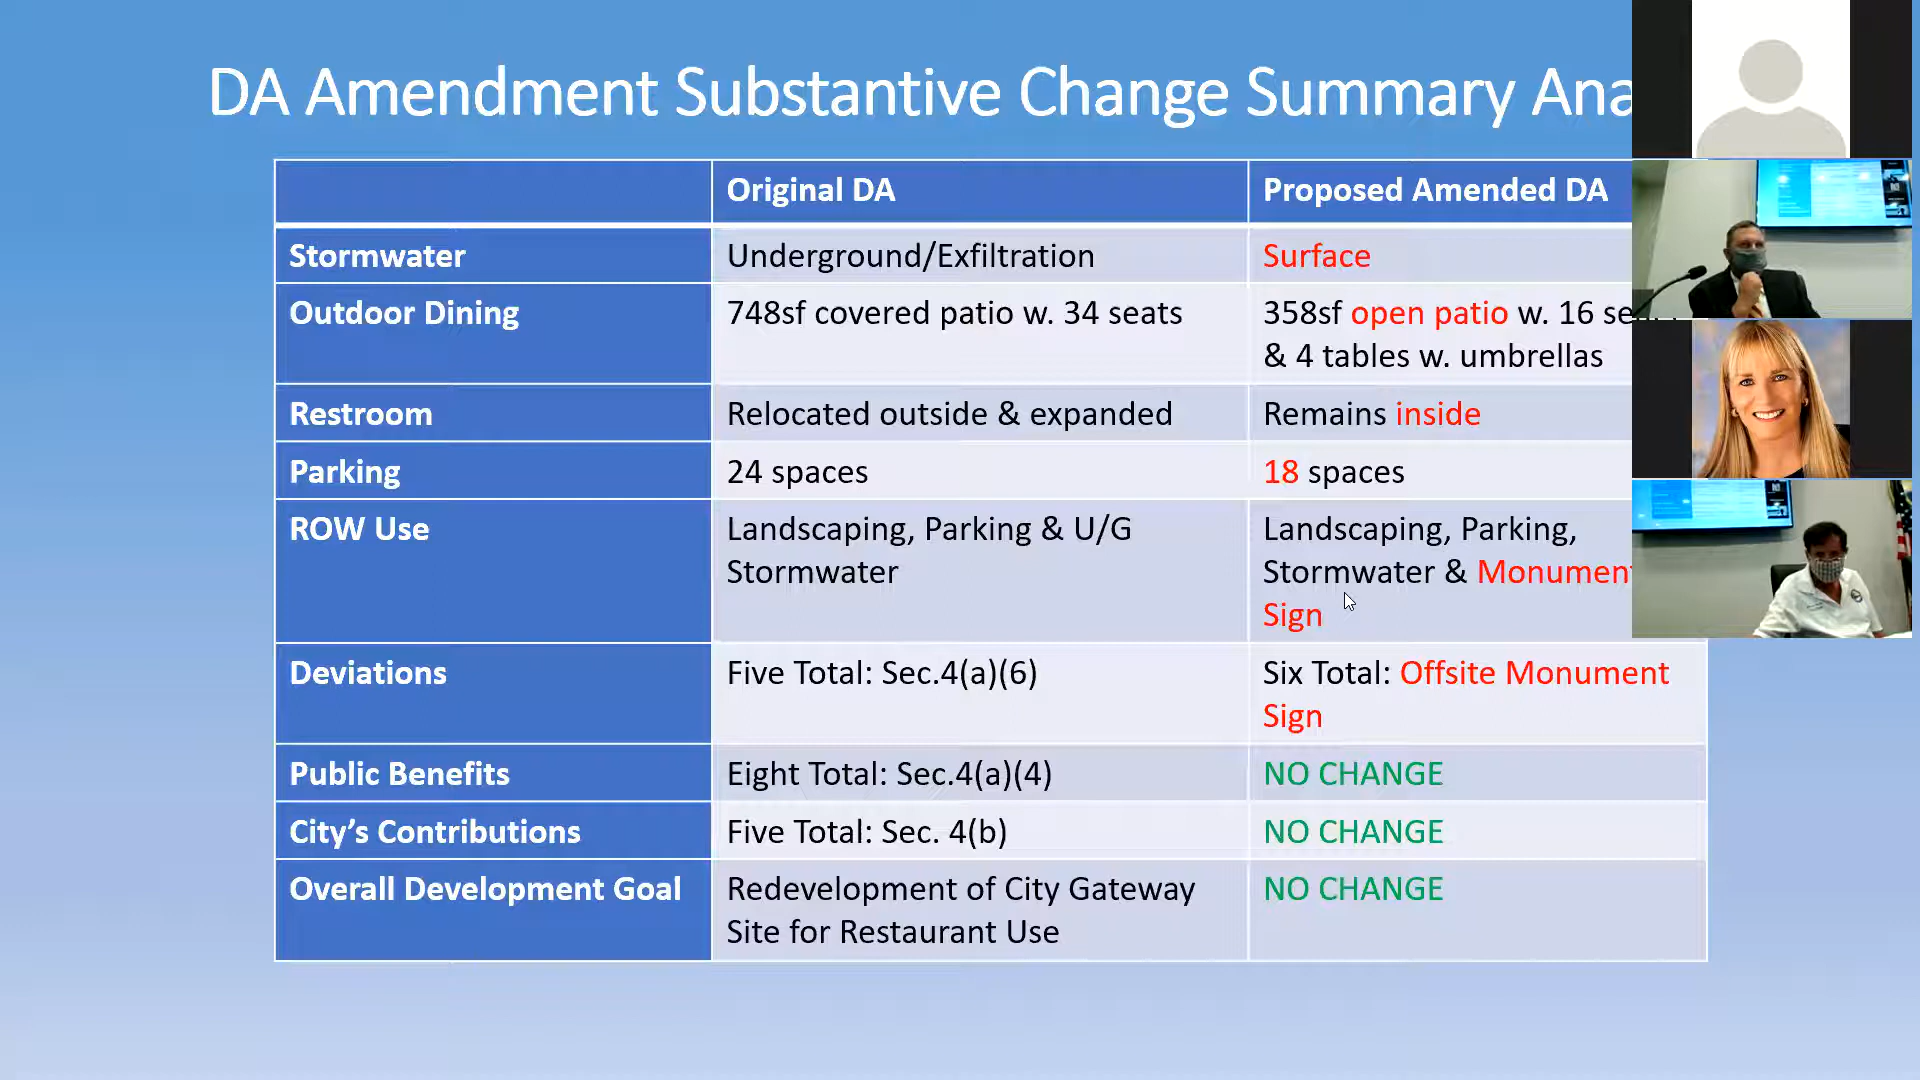 DA Amendment Substantive Change Summary
Original DA
Proposed Amended DA
Stormwater
Underground/Exfiltration
Surface
Outdoor Dining
748sf covered patio w. 34 seats
358sf open patio w. 16
& 4 tables w. umbrellas
Restroom
Relocated outside & expanded
Remains inside
Parking
24 spaces
18 spaces
ROW Use
Landscaping, Parking & U/G
Stormwater
Landscaping, Parking,
Stormwater & Monument
Sign
Deviations
Five Total: Sec.4(a)(6)
Six Total: Offsite Monument
Sign
Public Benefits
Eight Total: Sec.4(a)(4)
NO CHANGE
City’s Contributions
Five Total: Sec. 4(b)
NO CHANGE
Overall Development Goal
Redevelopment of City Gateway
Site for Restaurant Use
NO CHANGE